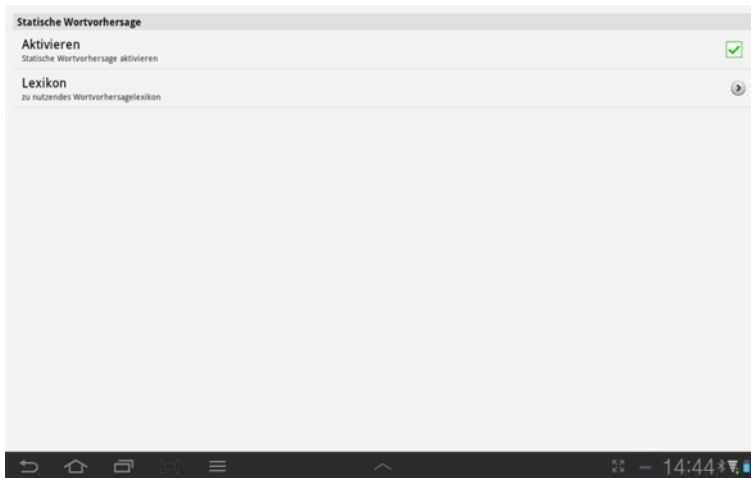 Statische Wortvorhersage
Aktivieren
Statische Wortvorhersage aktivieren
Lexikon
zu nutzendes Wortvorhersagelexikon
14:44